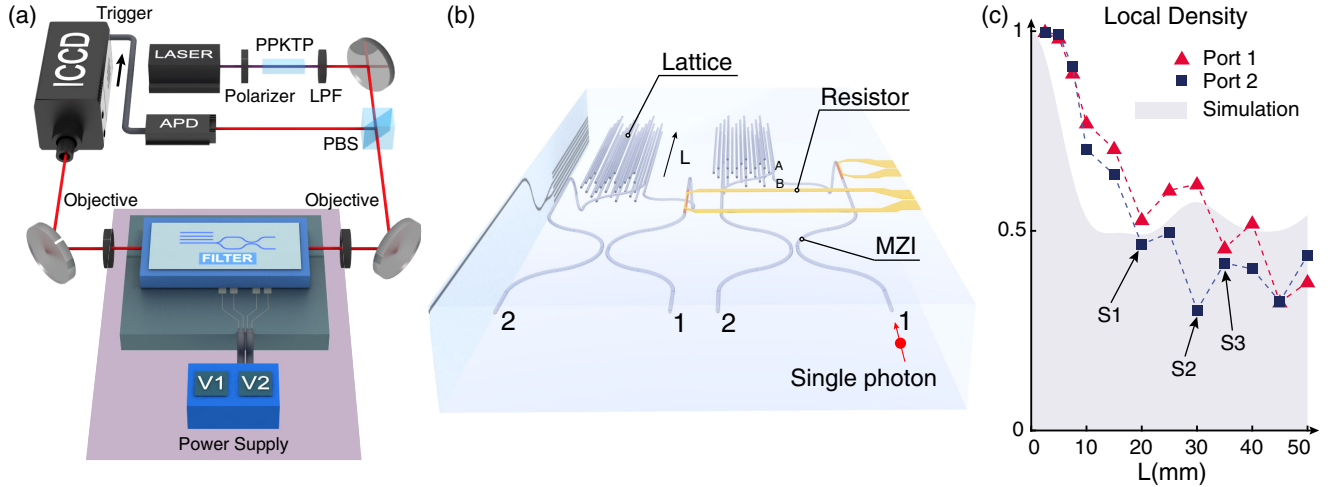 (a)
Trigger
ICCD
LASER
PPKTP
Polarizer
LPF
APD
PBS
Objective
Objective
FILTER
V1
V2
Power Supply
(b)
Lattice
Resistor
L
A
B
MZI
2
1
2
1
Single photon
(c)
Local Density
1
Port 1
Port 2
Simulation
0.5
S1
S2
S3
0
0
10
20
30
40
50
L(mm)